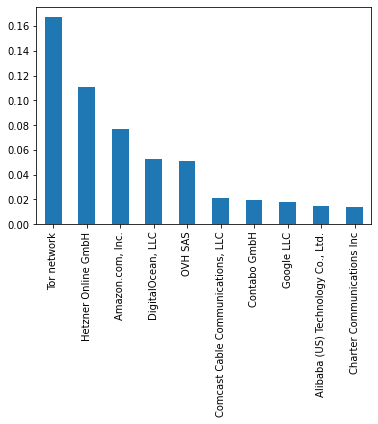 0.16
0.14
0.12
0.10
0.08
0.06
0.04
0.02
0.00
Tor network
Hetzner Online GmbH
Amazon.com, Inc.
DigitalOcean, LLC
OVH SAS
Comcast Cable Communications, LLC
Contabo GmbH
Google LLC
Alibaba (US) Technology Co., Ltd.
Charter Communications Inc